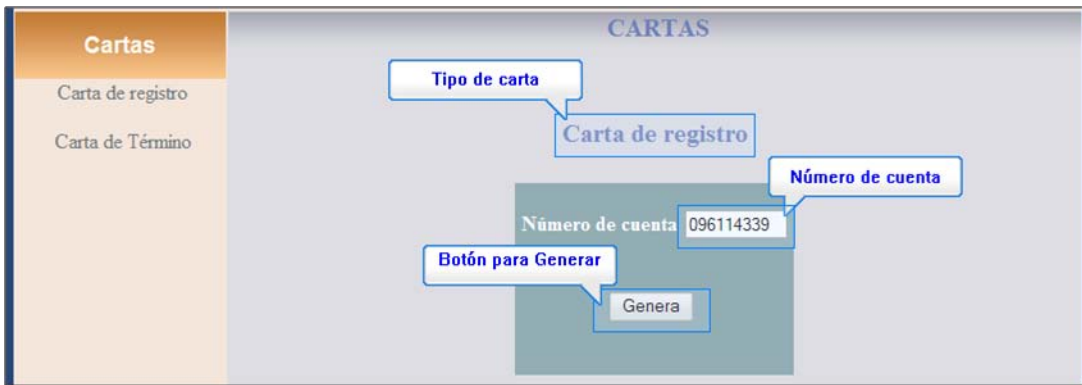 Cartas
Carta de registro
Carta de Término
CARTAS
Tipo de carta
Carta de registro
Número de cuenta
Número de cuenta 096114339
Botón para Generar
Genera